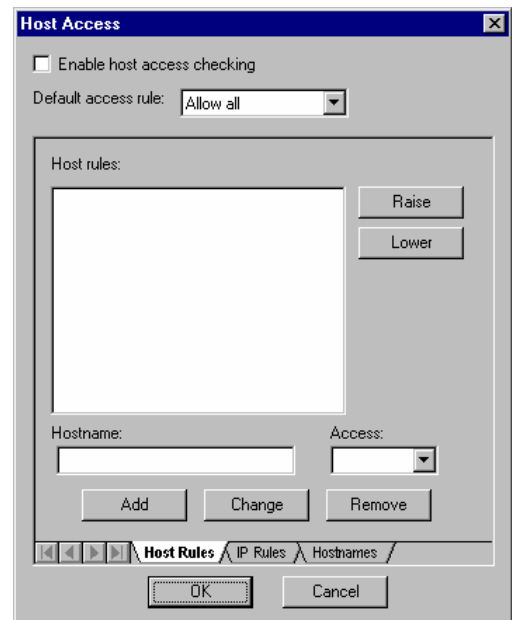 Host Access
Enable host access checking
Default access rule: Allow all
Host rules:
Raise
Lower
Hostname: Access:
Add Change Remove
Host Rules IP Rules Hostnames
OK Cancel